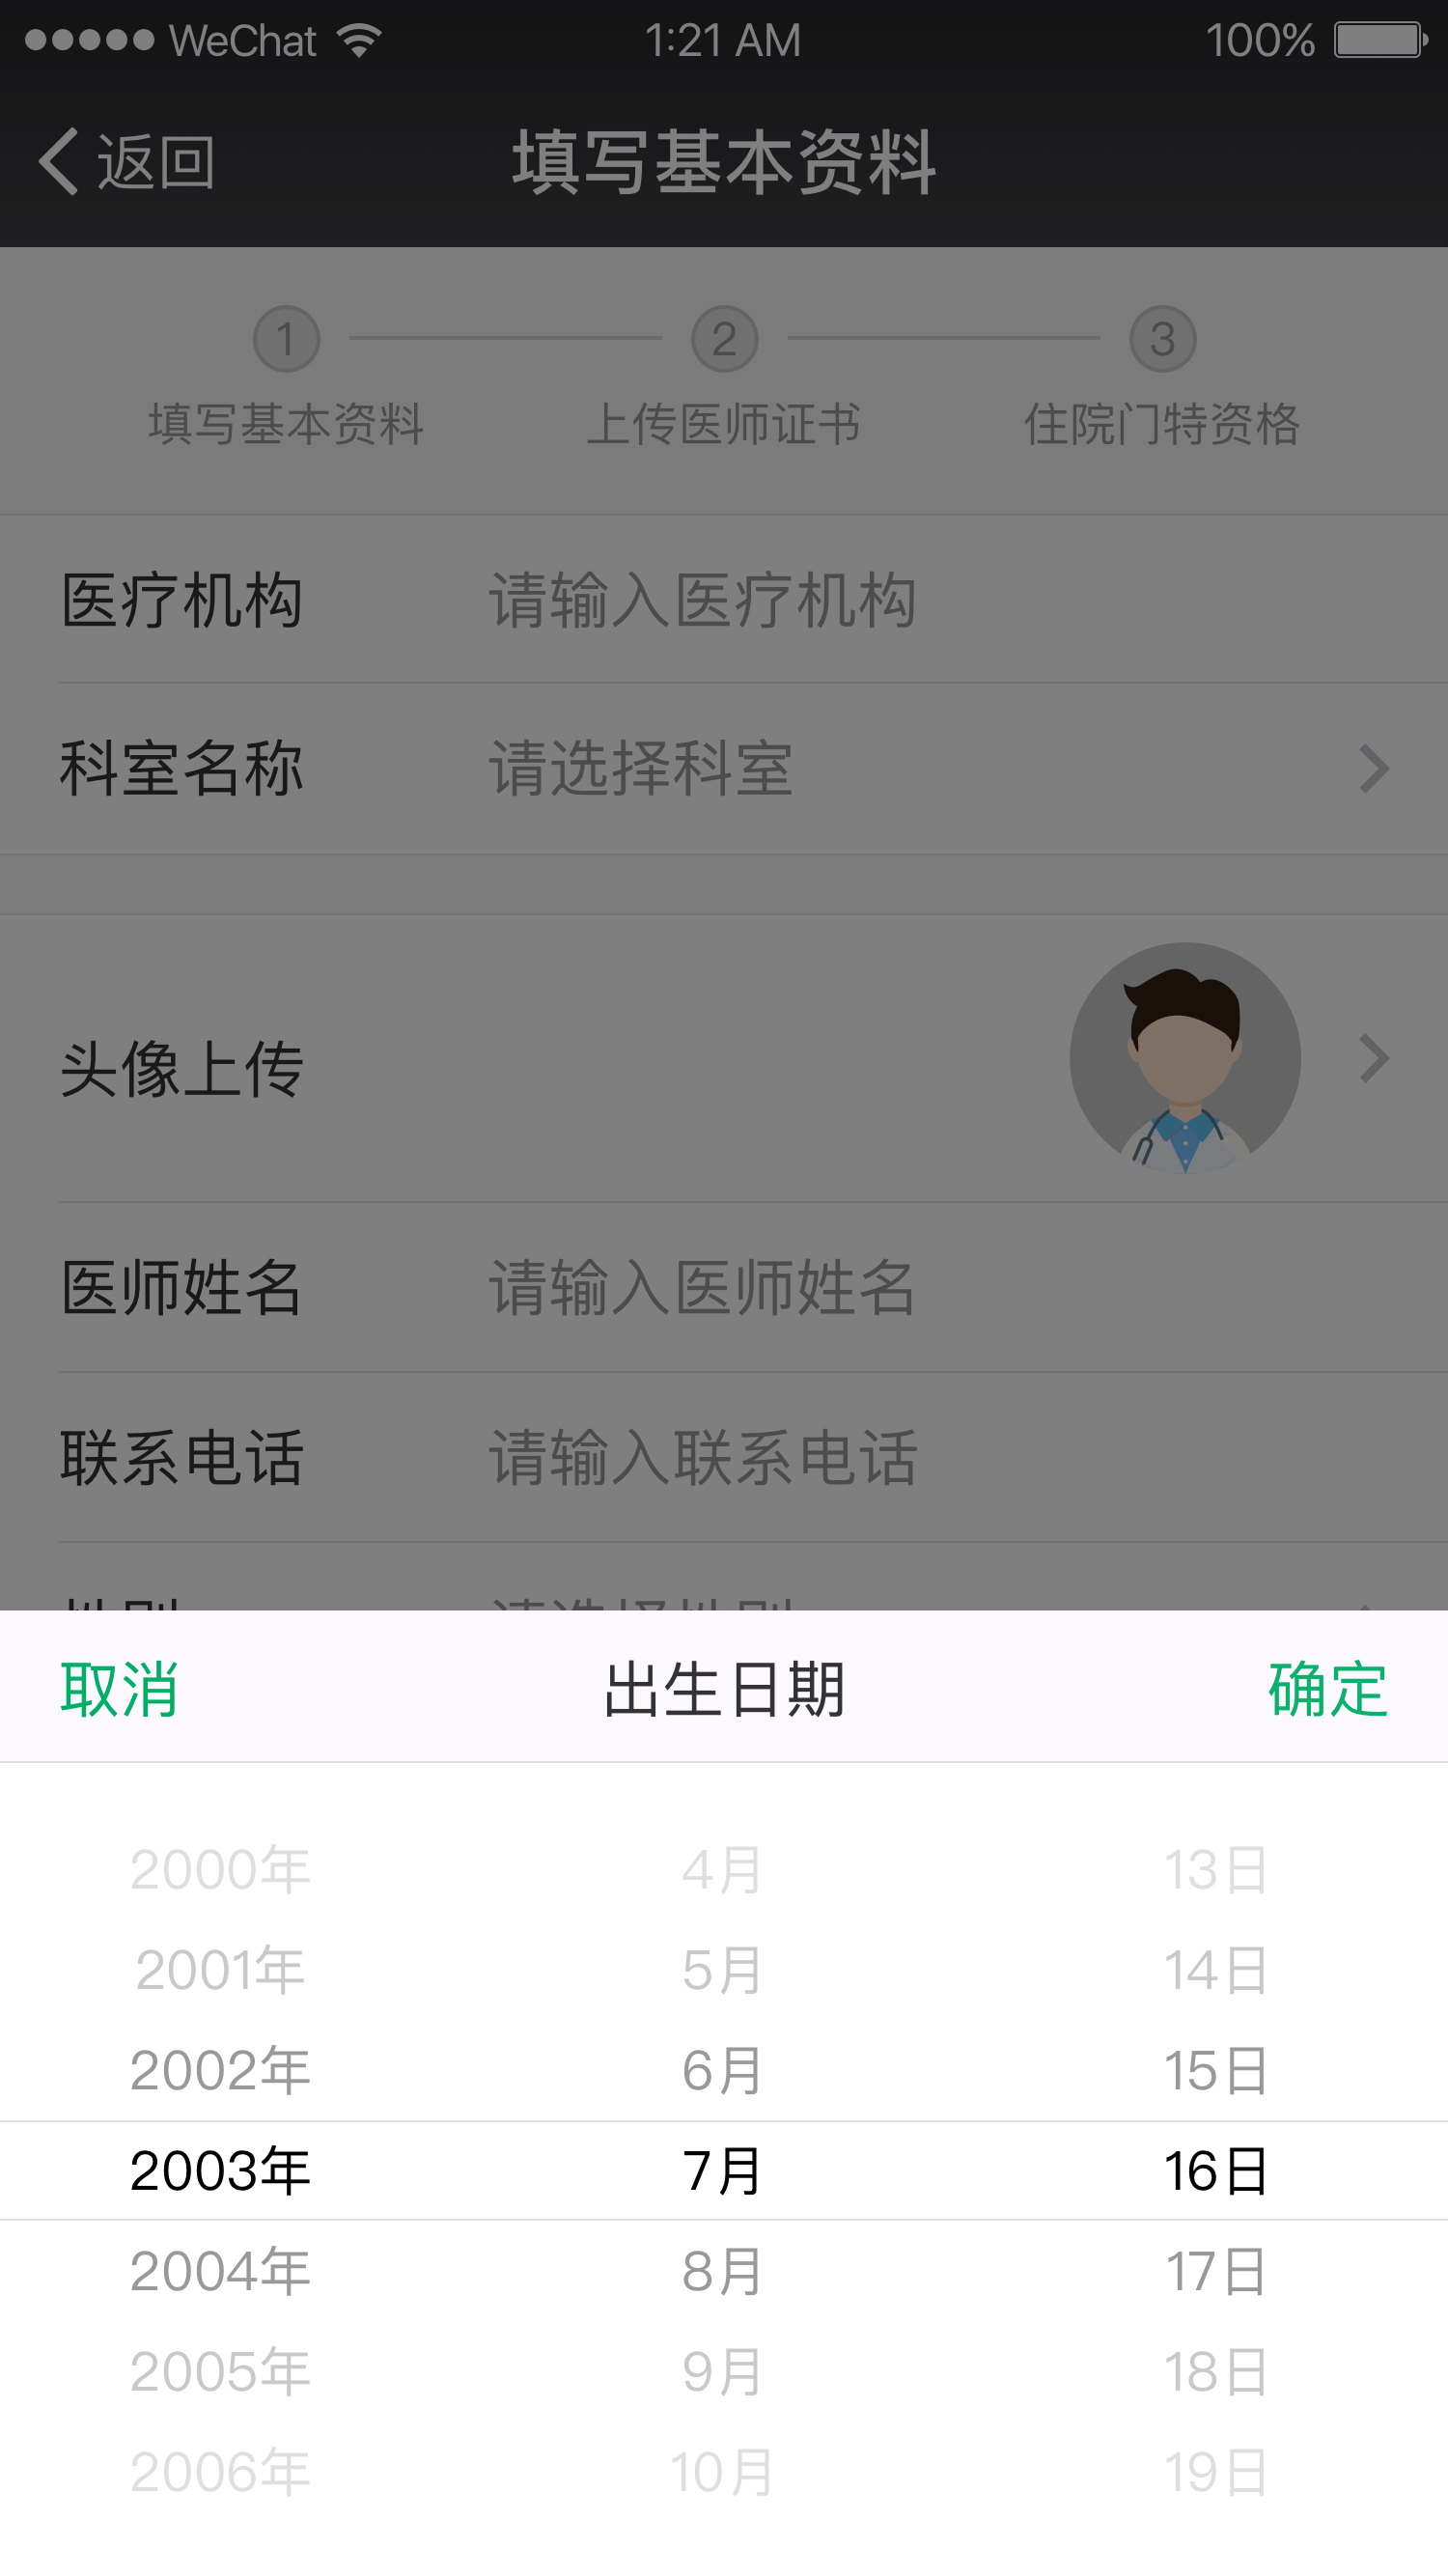 WeChat 1:21 AM 100%
返回 填写基本资料
1 2 3
填写基本资料 上传医师证书 住院门特资格
医疗机构 请输入医疗机构
科室名称 请选择科室
头像上传
医师姓名 请输入医师姓名
联系电话 请输入联系电话
性别 请选择性别
取消 出生日期 确定
2000年 4月 13日
2001年 5月 14日
2002年 6月 15日
2003年 7月 16日
2004年 8月 17日
2005年 9月 18日
2006年 10月 19日